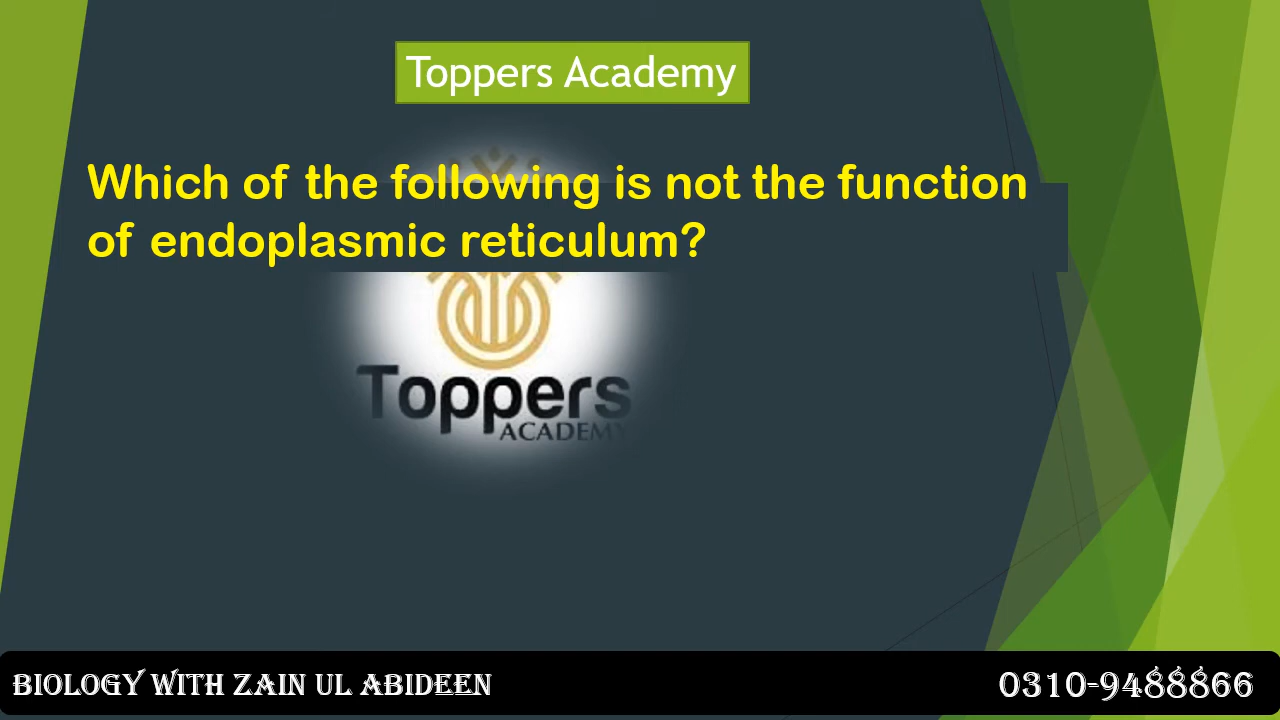 Toppers Academy
Which of the following is not the function
of endoplasmic reticulum?
Toppers
ACADEMY
BIOLOGY WITH ZAIN UL ABIDEEN
0310-9488866